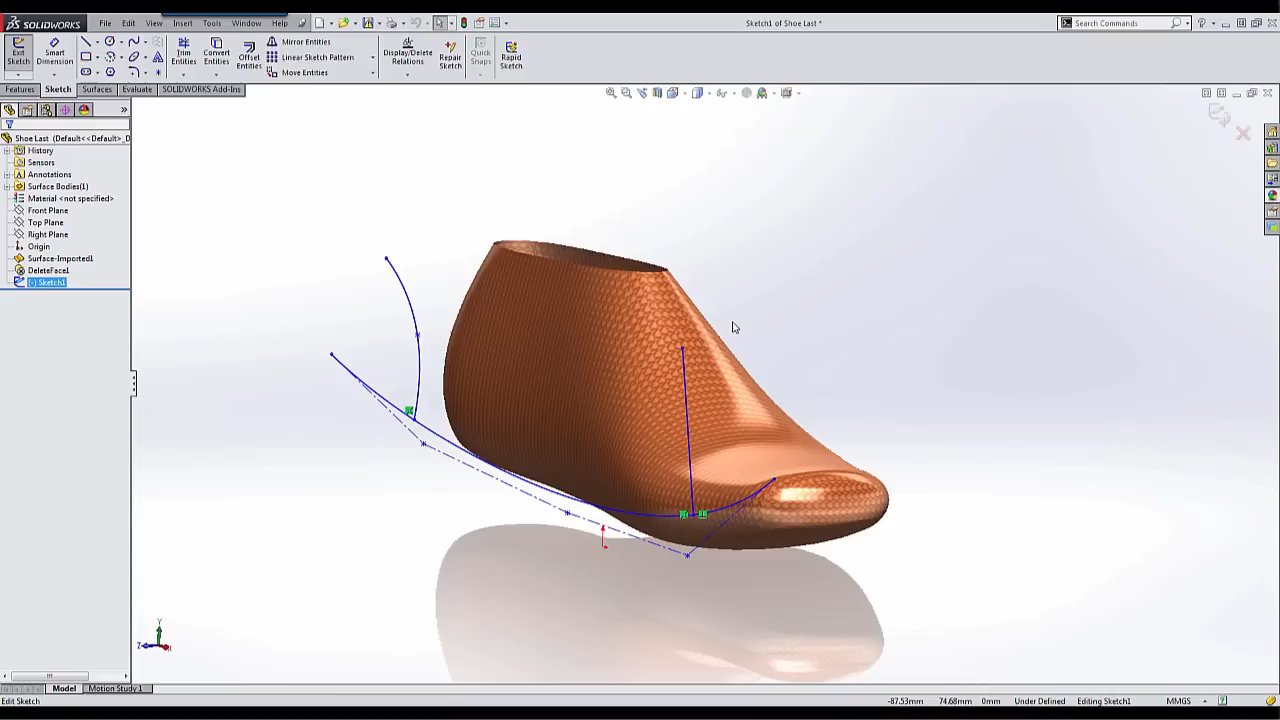 SOLIDWORKS File Edit View Insert Tools Window Help Sketch1 of Shoe Last * Search Commands
Exit Sketch
Smart Dimension
Trim Entities
Convert Entities
Offset Entities
Mirror Entities
Linear Sketch Pattern
Move Entities
Display/Delete Relations
Repair Sketch
Quick Snaps
Rapid Sketch
Features Sketch Surfaces Evaluate SOLIDWORKS Add-Ins
Shoe Last (Default<<Default>_D
History
Sensors
Annotations
Surface Bodies(1)
Material <not specified>
Front Plane
Top Plane
Right Plane
Origin
Surface-Imported1
DeleteFace1
(-) Sketch1
Y
Z X
Model Motion Study 1
Edit Sketch -87.53mm 74.68mm 0mm Under Defined Editing Sketch1 MMGS